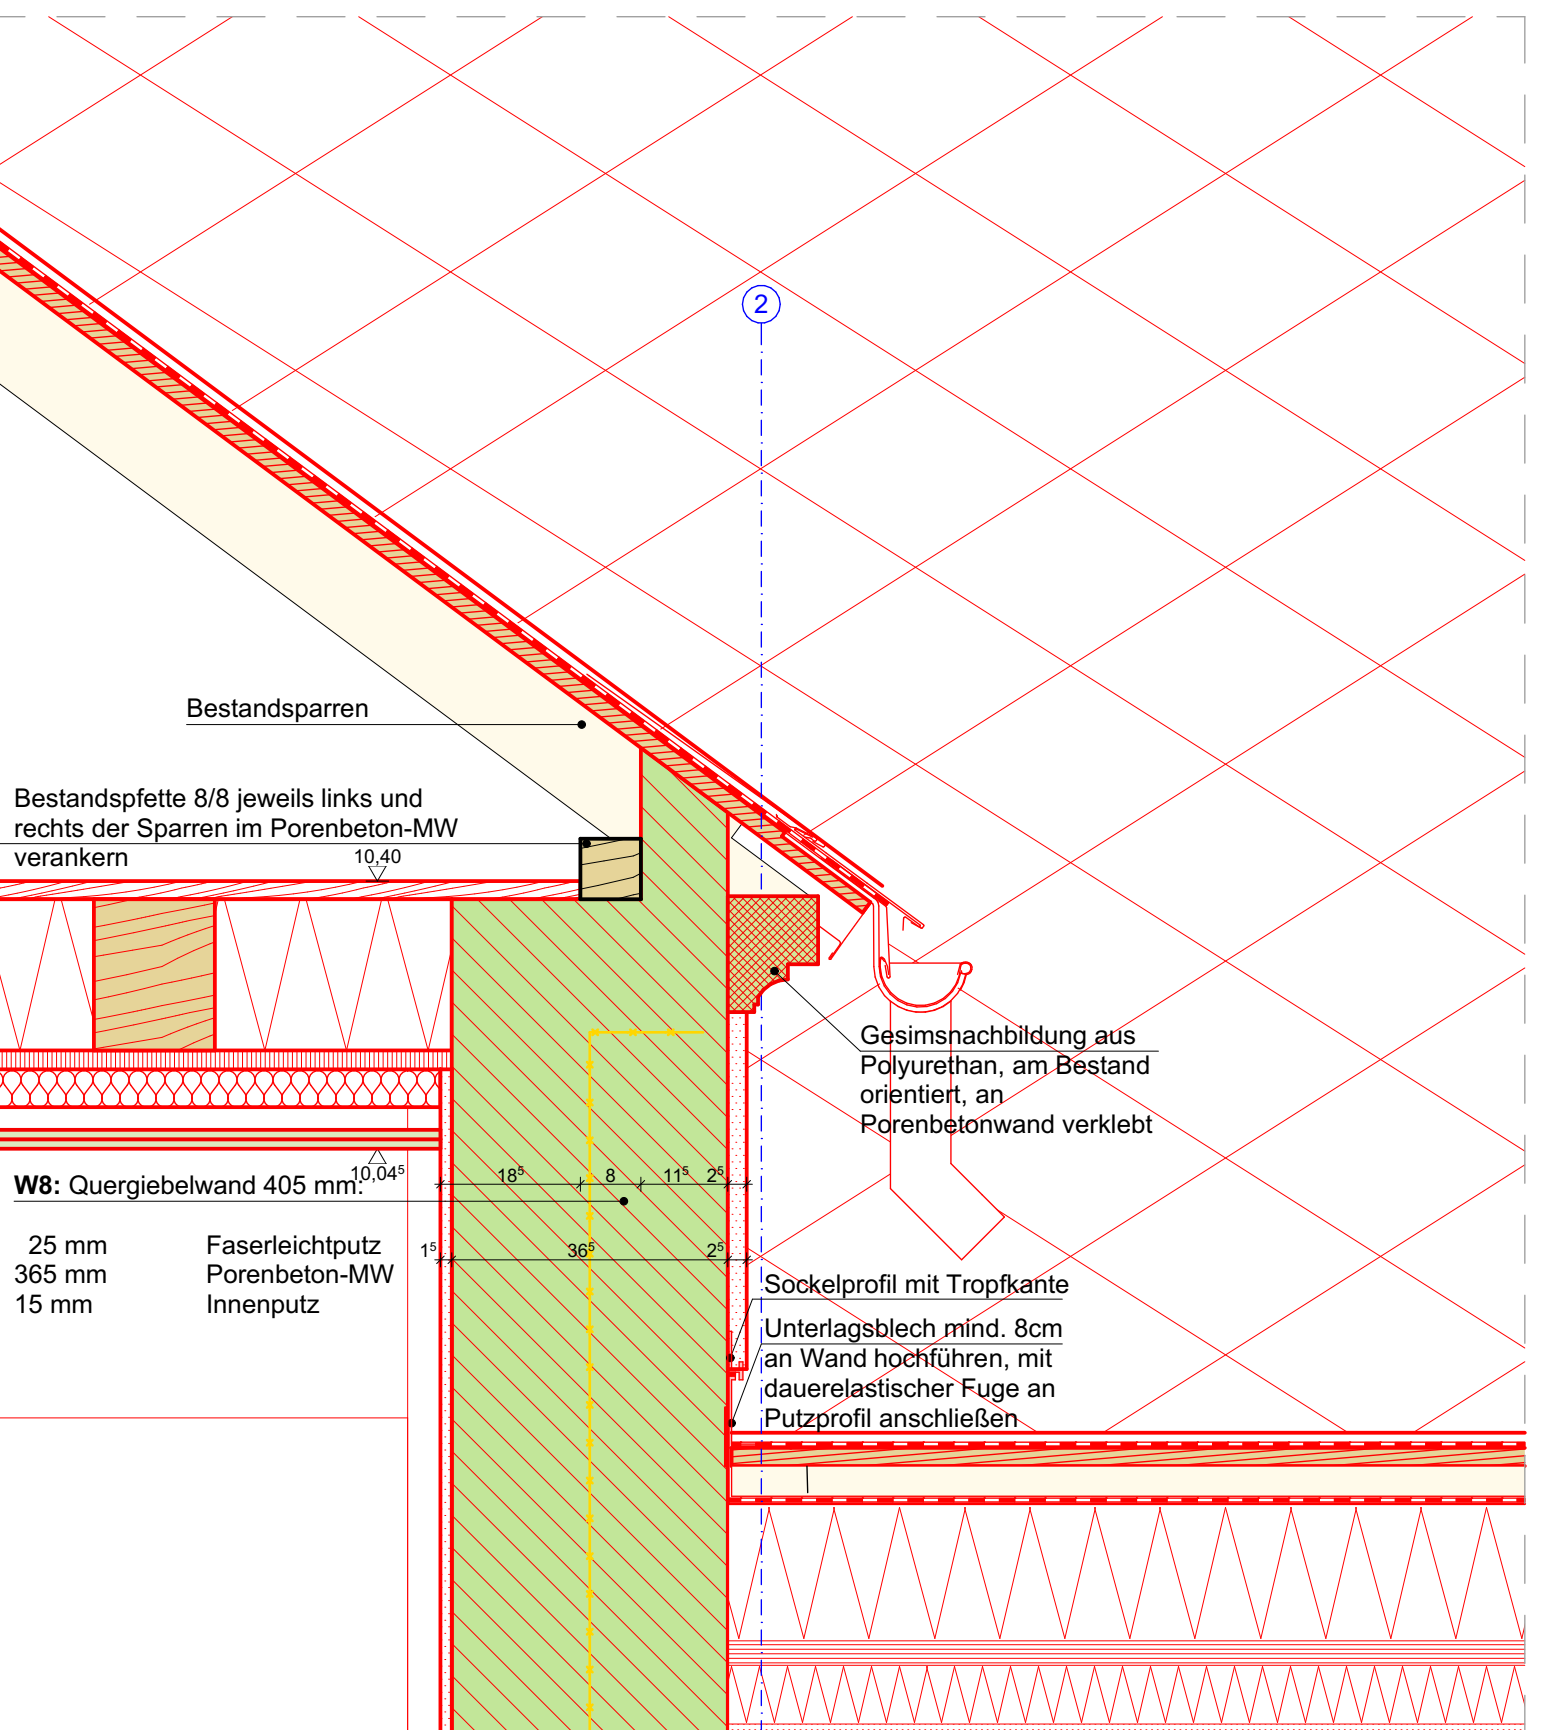 2
Bestandsparren
Bestandspfette 8/8 jeweils links und
rechts der Sparren im Porenbeton-MW
verankern
10,40
Gesimsnachbildung aus
Polyurethan, am Bestand
orientiert, an
Porenbetonwand verklebt
10,04⁵
W8: Quergiebelwand 405 mm:
18⁵ 8 11⁵ 2⁵
25 mm Faserleichtputz
365 mm Porenbeton-MW
15 mm Innenputz
1⁵ 36⁵ 2⁵
Sockelprofil mit Tropfkante
Unterlagsblech mind. 8cm
an Wand hochführen, mit
dauerelastischer Fuge an
Putzprofil anschließen